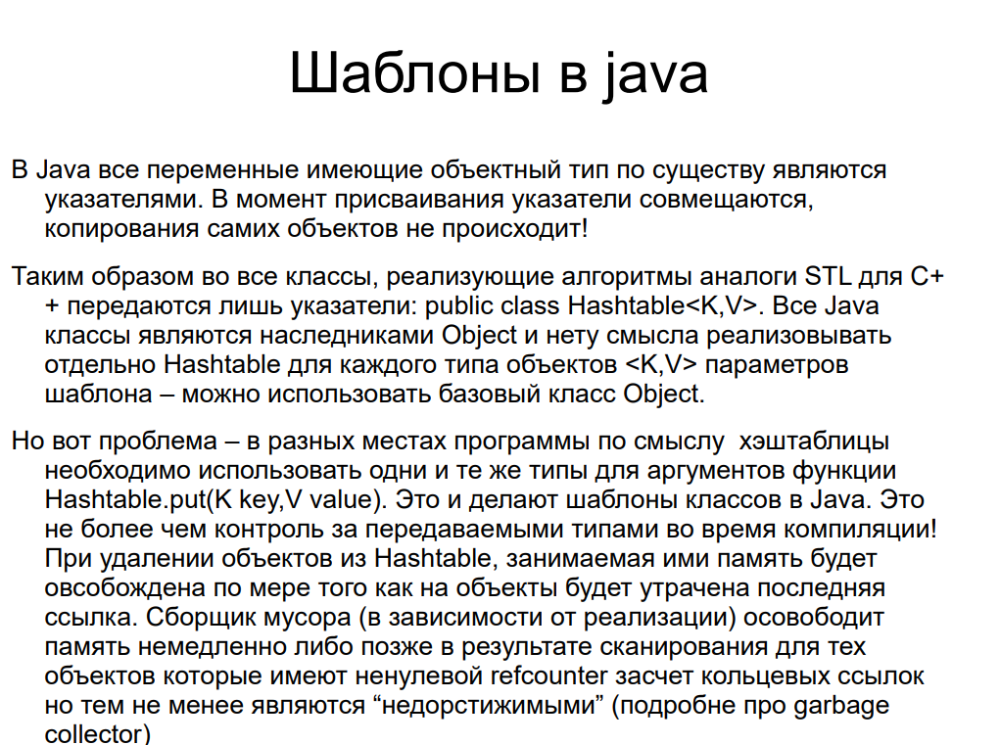 Шаблоны в java
В Java все переменные имеющие объектный тип по существу являются
указателями. В момент присваивания указатели совмещаются,
копирования самих объектов не происходит!
Таким образом во все классы, реализующие алгоритмы аналоги STL для C+
+ передаются лишь указатели: public class Hashtable<K,V>. Все Java
классы являются наследниками Object и нету смысла реализовывать
отдельно Hashtable для каждого типа объектов <K,V> параметров
шаблона – можно использовать базовый класс Object.
Но вот проблема – в разных местах программы по смыслу  хэштаблицы
необходимо использовать одни и те же типы для аргументов функции
Hashtable.put(K key,V value). Это и делают шаблоны классов в Java. Это
не более чем контроль за передаваемыми типами во время компиляции!
При удалении объектов из Hashtable, занимаемая ими память будет
овсобождена по мере того как на объекты будет утрачена последняя
ссылка. Сборщик мусора (в зависимости от реализации) осовободит
память немедленно либо позже в результате сканирования для тех
объектов которые имеют ненулевой refcounter засчет кольцевых ссылок
но тем не менее являются “недорстижимыми” (подробне про garbage
collector)